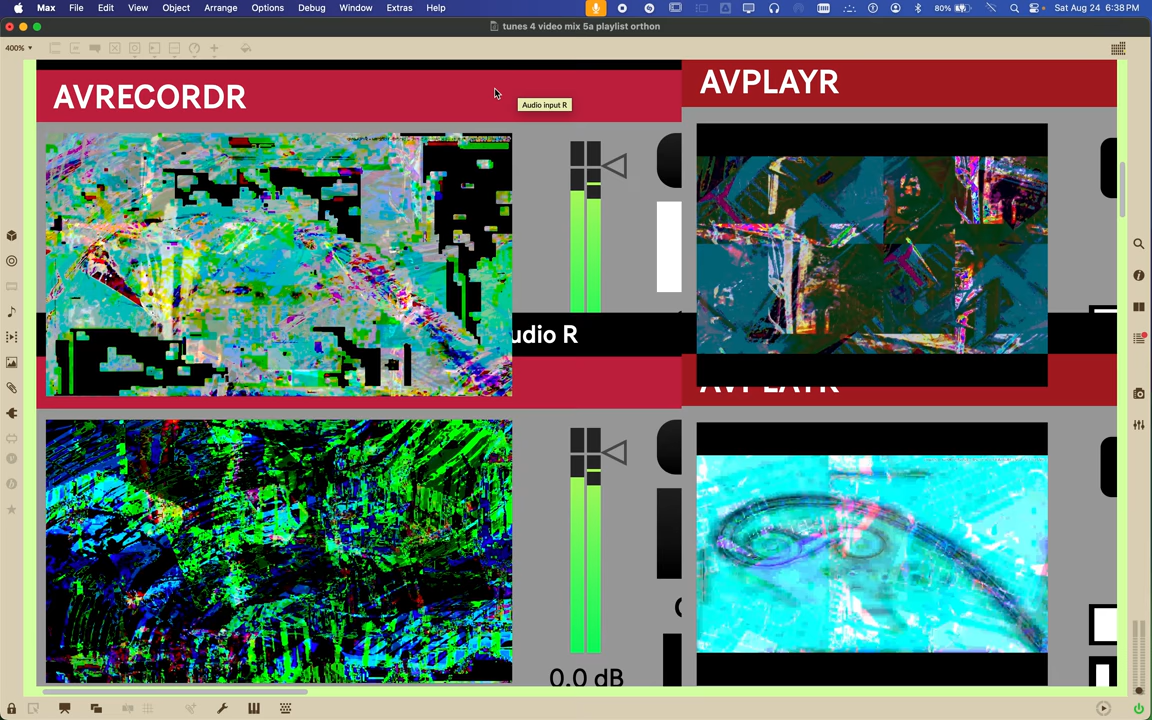 Max File Edit View Object Arrange Options Debug Window Extras Help
80% Sat Aug 24 6:38 PM
tunes 4 video mix 5a playlist orthon
400%
AVRECORDR
AVPLAYR
Audio input R
udio R
AVPLAYR
0.0 dB